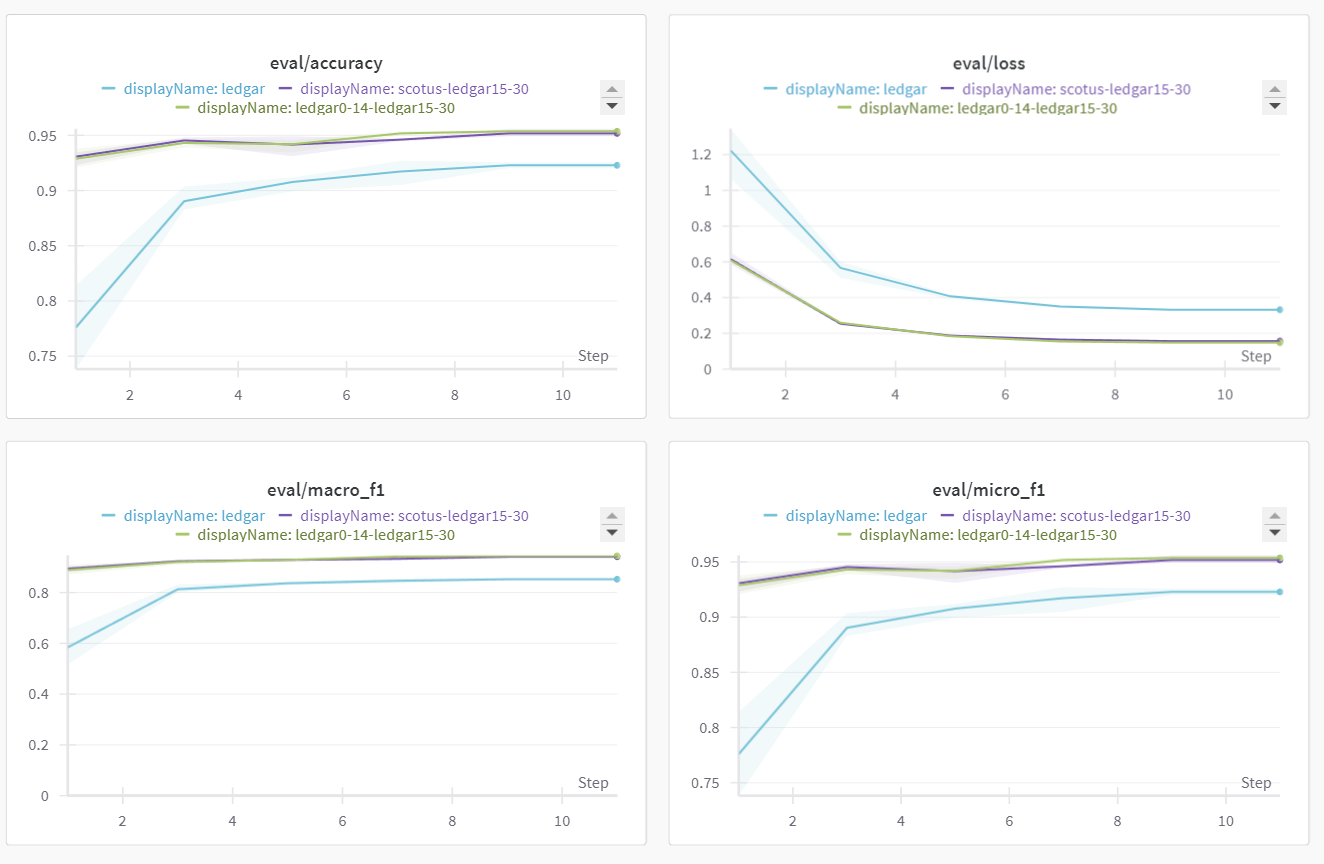 eval/accuracy
displayName: ledgar displayName: scotus-ledgar15-30
displayName: ledgar0-14-ledgar15-30
0.95
0.9
0.85
0.8
0.75
Step
2 4 6 8 10
eval/loss
displayName: ledgar displayName: scotus-ledgar15-30
displayName: ledgar0-14-ledgar15-30
1.2
1
0.8
0.6
0.4
0.2
0
Step
2 4 6 8 10
eval/macro_f1
displayName: ledgar displayName: scotus-ledgar15-30
displayName: ledgar0-14-ledgar15-30
0.8
0.6
0.4
0.2
0
Step
2 4 6 8 10
eval/micro_f1
displayName: ledgar displayName: scotus-ledgar15-30
displayName: ledgar0-14-ledgar15-30
0.95
0.9
0.85
0.8
0.75
Step
2 4 6 8 10